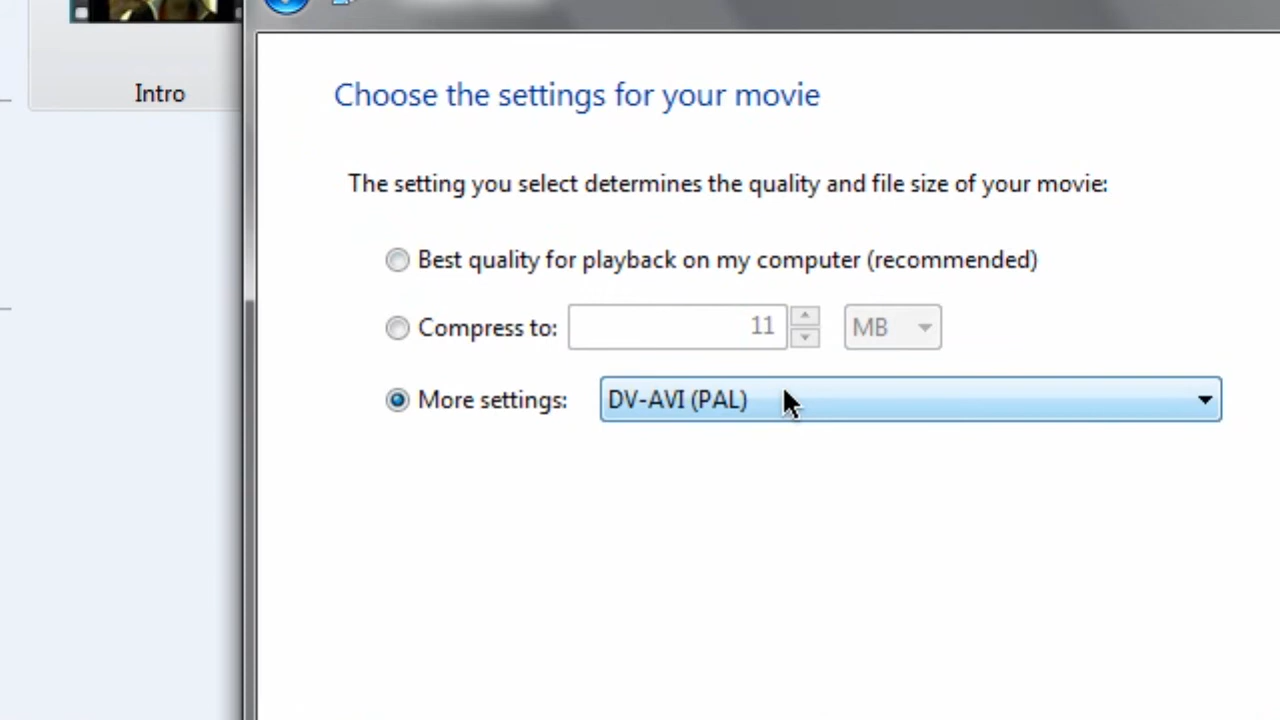 Intro
Choose the settings for your movie
The setting you select determines the quality and file size of your movie:
Best quality for playback on my computer (recommended)
Compress to: 11 MB
More settings: DV-AVI (PAL)